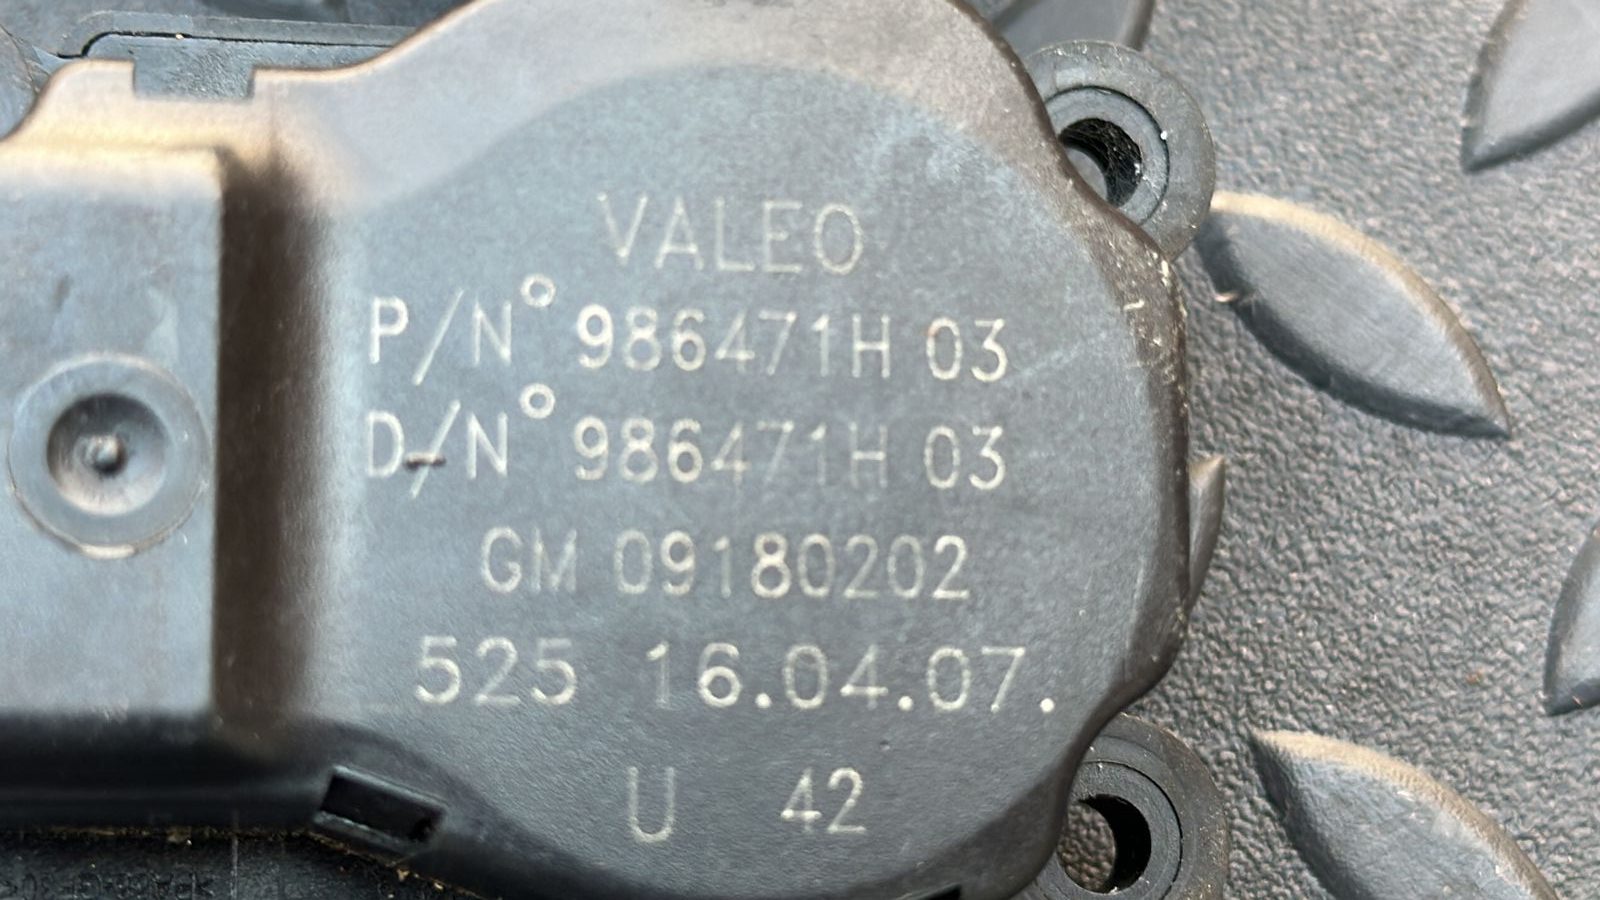 VALEO
P/N° 986471H 03
D/N° 986471H 03
GM 09180202
525 16.04.07.
U 42